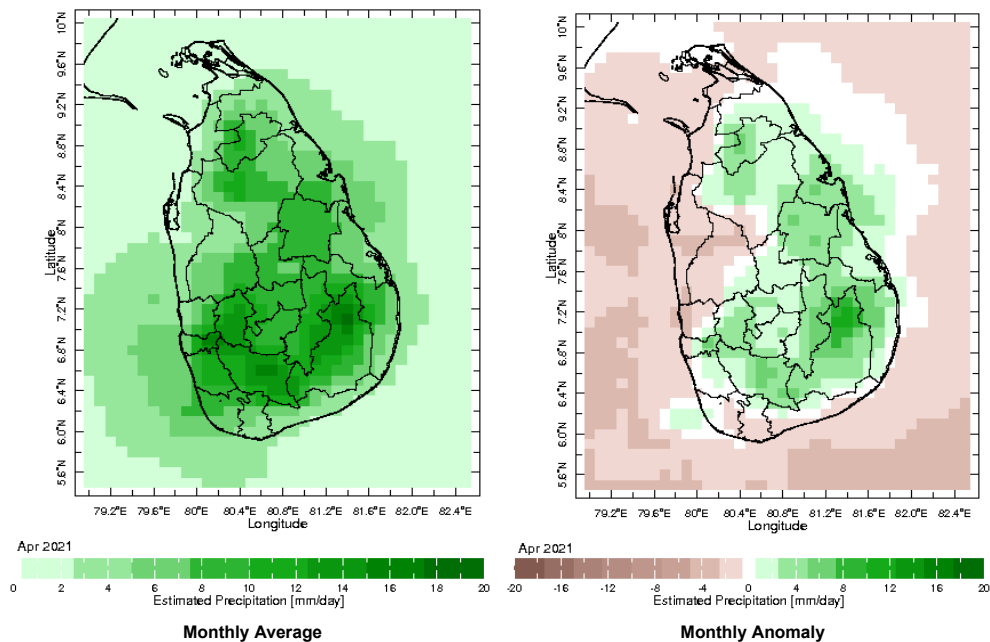 10°N
9.6°N
9.2°N
8.8°N
8.4°N
8°N
7.6°N
7.2°N
6.8°N
6.4°N
6.0°N
5.6°N
Latitude
79.2°E 79.6°E 80°E 80.4°E 80.8°E 81.2°E 81.6°E 82.0°E 82.4°E
Longitude
Apr 2021
0 2 4 6 8 10 12 14 16 18 20
Estimated Precipitation [mm/day]
Monthly Average
10°N
9.6°N
9.2°N
8.8°N
8.4°N
8°N
7.6°N
7.2°N
6.8°N
6.4°N
6.0°N
5.6°N
Latitude
79.2°E 79.6°E 80°E 80.4°E 80.8°E 81.2°E 81.6°E 82.0°E 82.4°E
Longitude
Apr 2021
-20 -16 -12 -8 -4 0 4 8 12 16 20
Estimated Precipitation [mm/day]
Monthly Anomaly